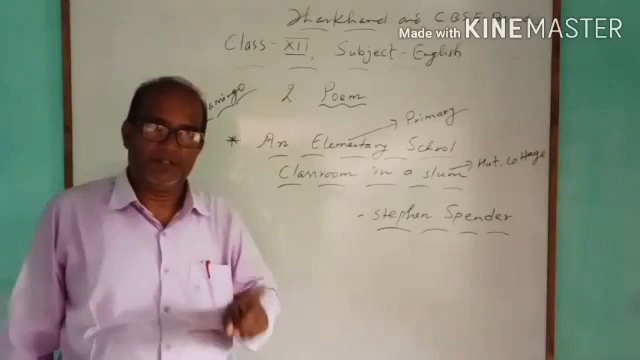 Jharkhand and CBSE
Made with KINEMASTER
Class - XII, Subject - English
2. Poem
Primary
* An Elementary School
Hut, Cottage
Classroom in a slum
- Stephen Spender